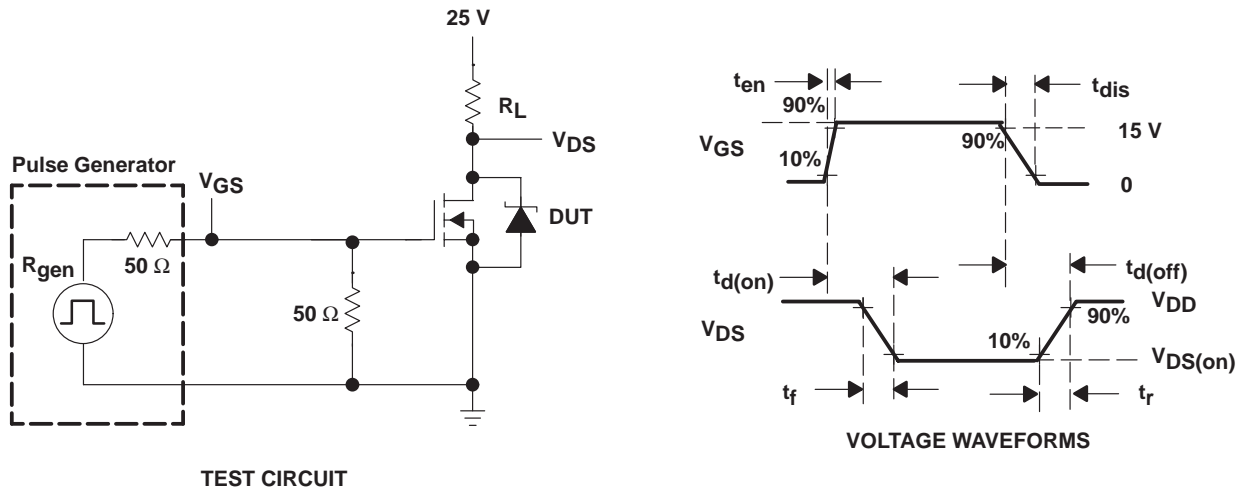 25 V
RL
VDS
Pulse Generator
VGS
DUT
Rgen
50 Ω
50 Ω
TEST CIRCUIT
ten
tdis
90%
VGS
10%
90%
15 V
0
td(on)
td(off)
VDD
VDS
10%
90%
VDS(on)
tf
tr
VOLTAGE WAVEFORMS